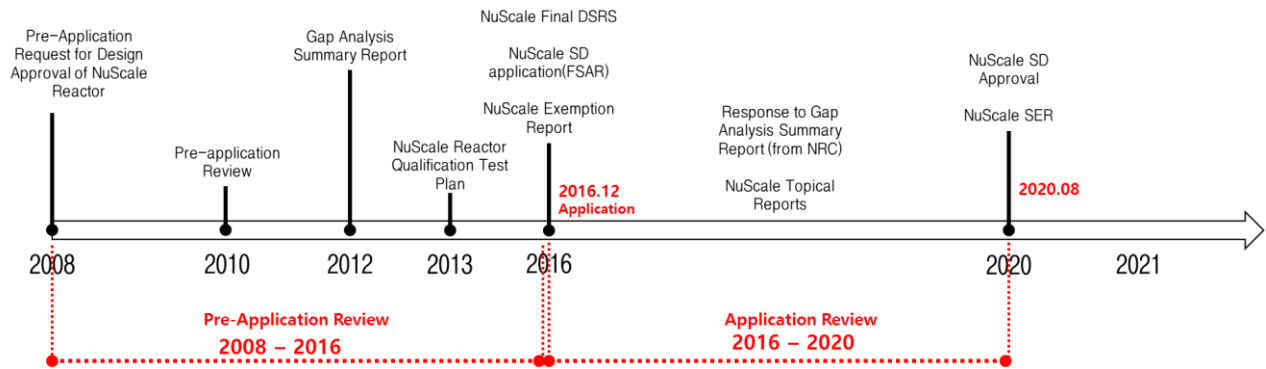 Pre-Application
Request for Design
Approval of NuScale
Reactor
Pre-application
Review
Gap Analysis
Summary Report
NuScale Reactor
Qualification Test
Plan
NuScale Final DSRS
NuScale SD
application(FSAR)
NuScale Exemption
Report
2016.12
Application
Response to Gap
Analysis Summary
Report (from NRC)
NuScale Topical
Reports
NuScale SD
Approval
NuScale SER
2020.08
2008
2010
2012
2013
2016
2020
2021
Pre-Application Review
2008 – 2016
Application Review
2016 – 2020